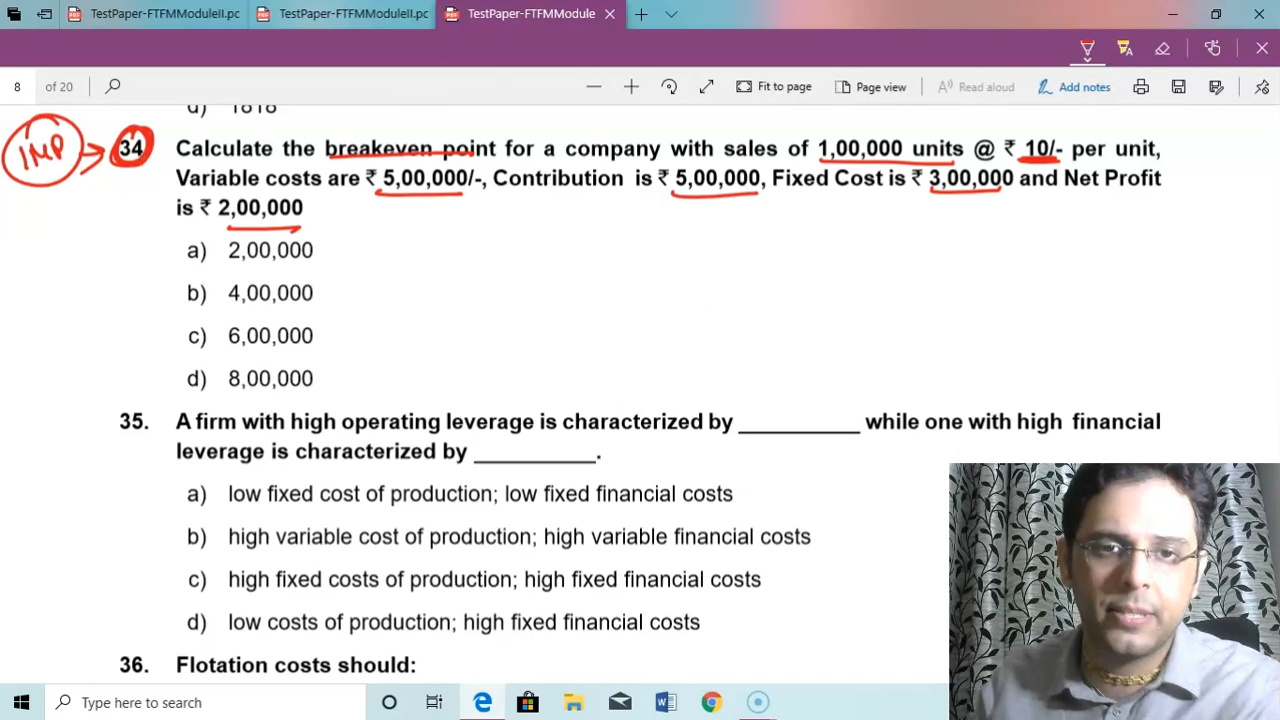 TestPaper-FTFMModuleII.pc
TestPaper-FTFMModuleII.pc
TestPaper-FTFMModule
8 of 20
Fit to page
Page view
Read aloud
Add notes
d) 1818
IMP
34 Calculate the breakeven point for a company with sales of 1,00,000 units @ ₹ 10/- per unit,
Variable costs are ₹ 5,00,000/-, Contribution is ₹ 5,00,000, Fixed Cost is ₹ 3,00,000 and Net Profit
is ₹ 2,00,000
a) 2,00,000
b) 4,00,000
c) 6,00,000
d) 8,00,000
35. A firm with high operating leverage is characterized by __________ while one with high financial
leverage is characterized by __________.
a) low fixed cost of production; low fixed financial costs
b) high variable cost of production; high variable financial costs
c) high fixed costs of production; high fixed financial costs
d) low costs of production; high fixed financial costs
36. Flotation costs should:
Type here to search